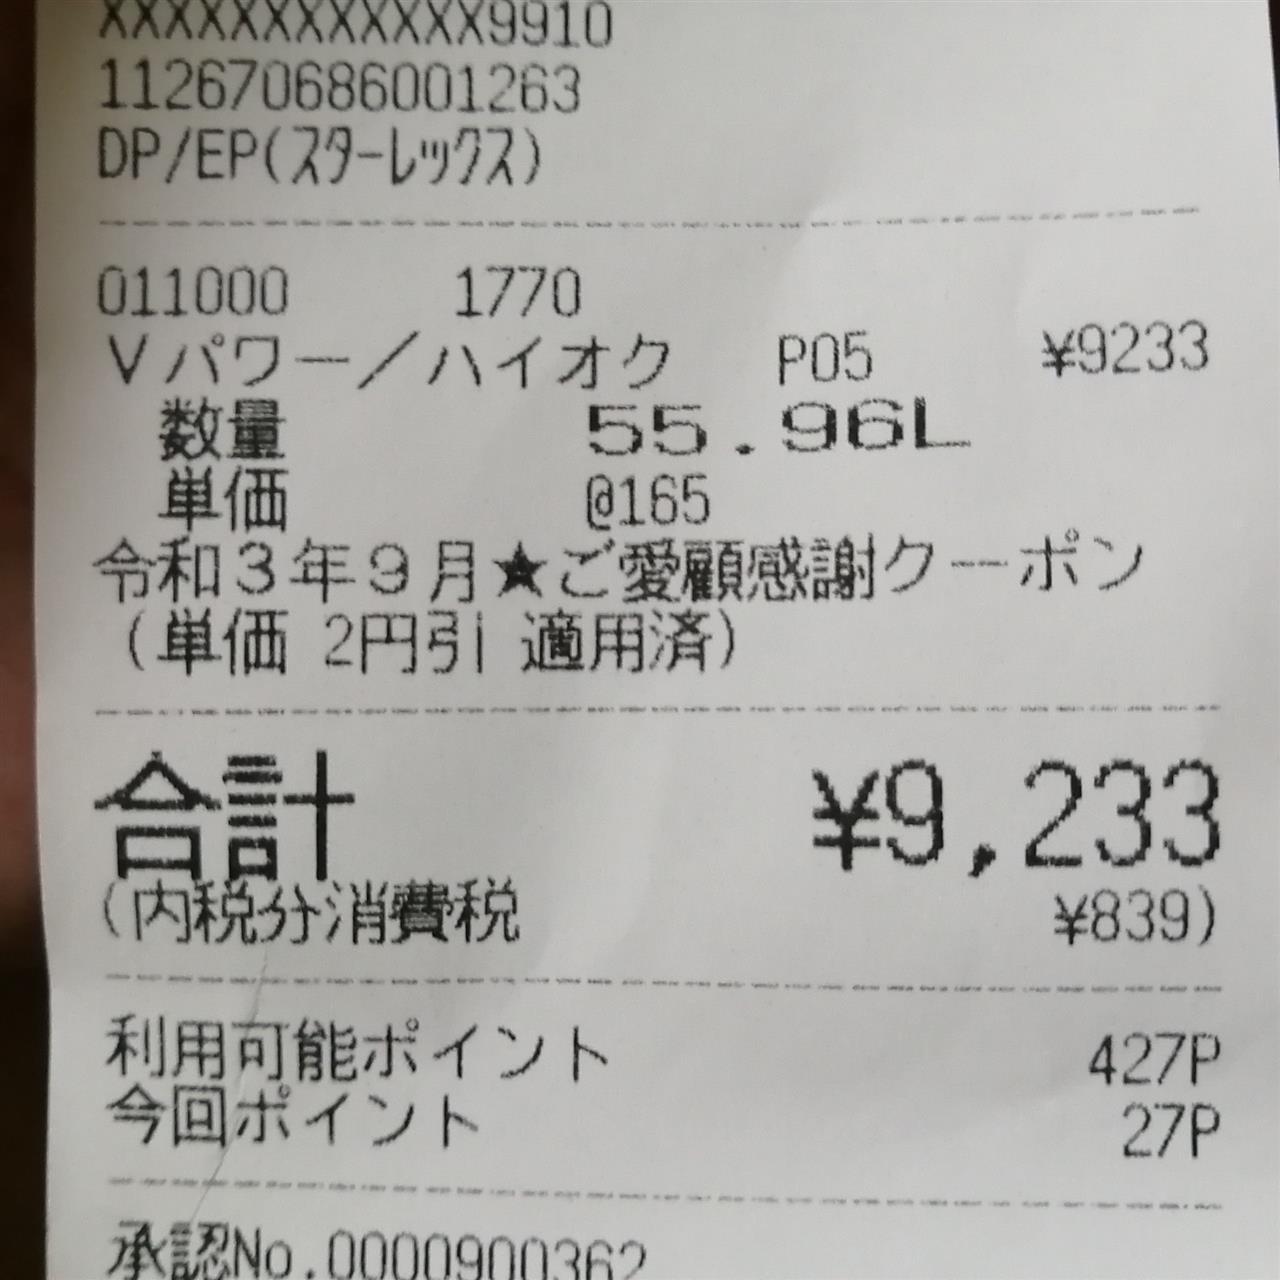 XXXXXXXXXXXX9910
112670686001263
DP/EP(スターレックス)
011000 1770
Vパワー/ハイオク P05 ¥9233
数量 55.96L
単価 @165
令和3年9月★ご愛顧感謝クーポン
(単価 2円引 適用済)
合計 ¥9,233
(内税分消費税 ¥839)
利用可能ポイント 427P
今回ポイント 27P
承認No.0000900362